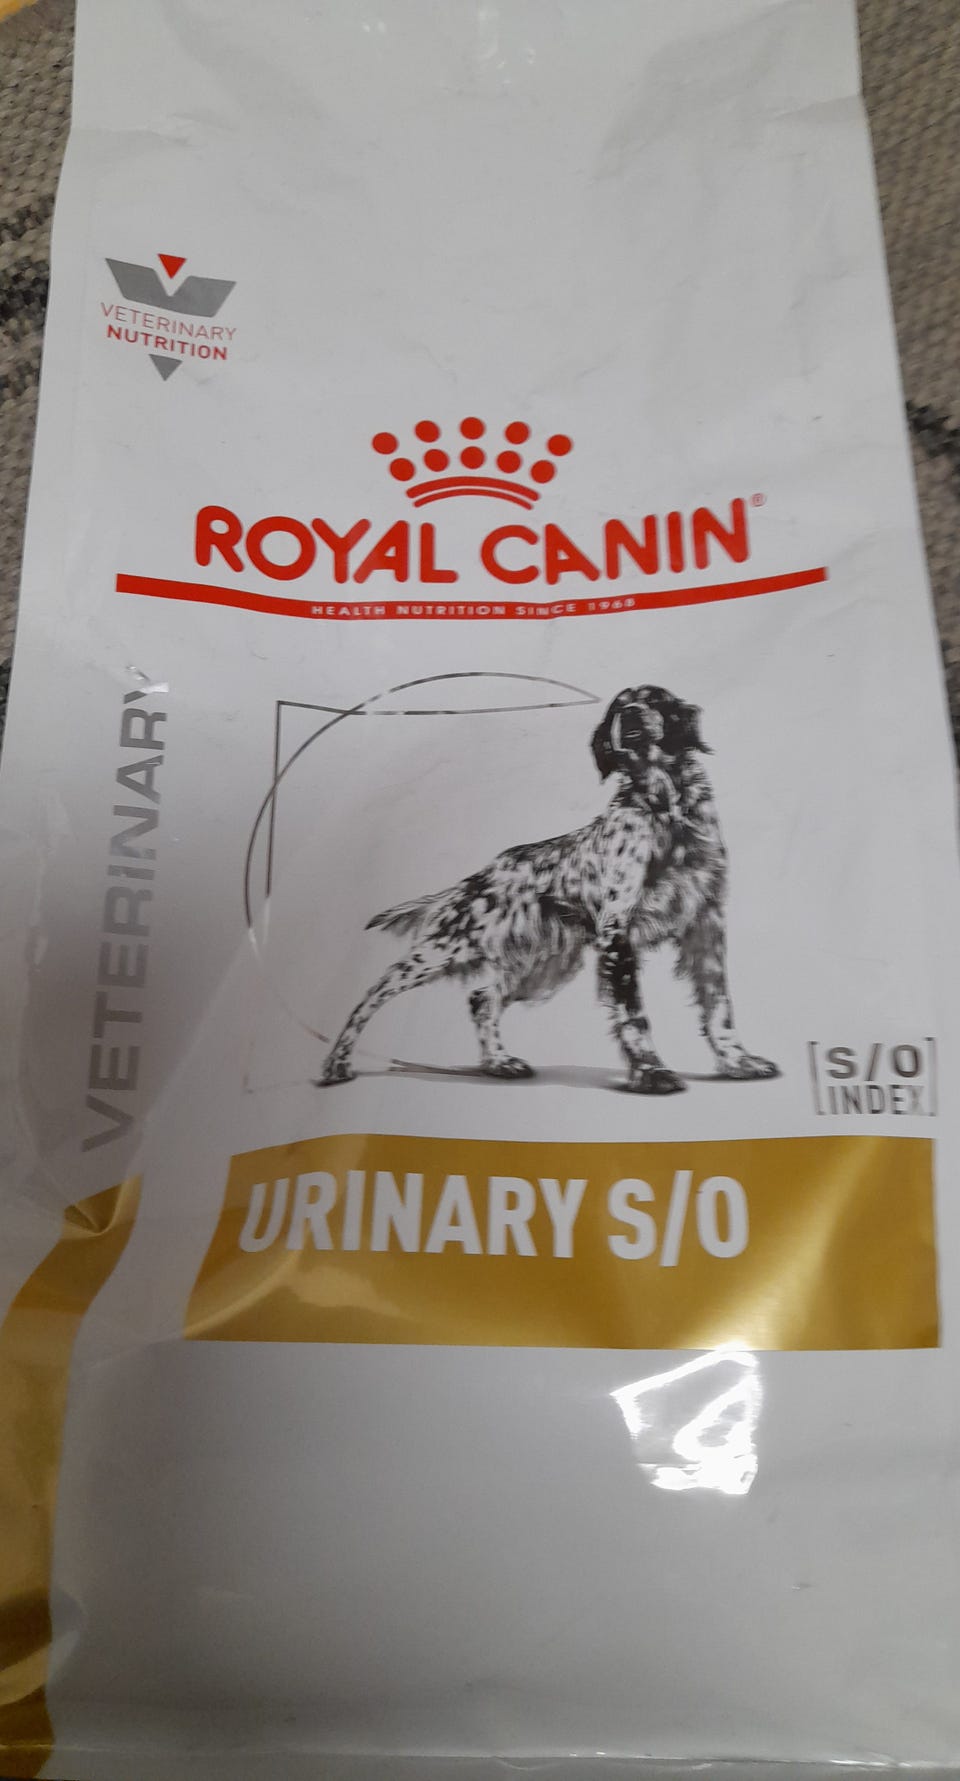 VETERINARY
NUTRITION
ROYAL CANIN®
HEALTH NUTRITION SINCE 1968
VETERINARY
[S/O
INDEX]
URINARY S/O